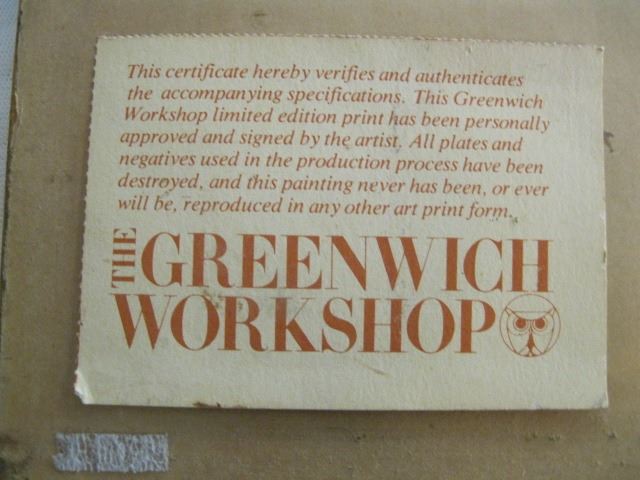 This certificate hereby verifies and authenticates
the accompanying specifications. This Greenwich
Workshop limited edition print has been personally
approved and signed by the artist. All plates and
negatives used in the production process have been
destroyed, and this painting never has been, or ever
will be, reproduced in any other art print form.
THE GREENWICH
WORKSHOP